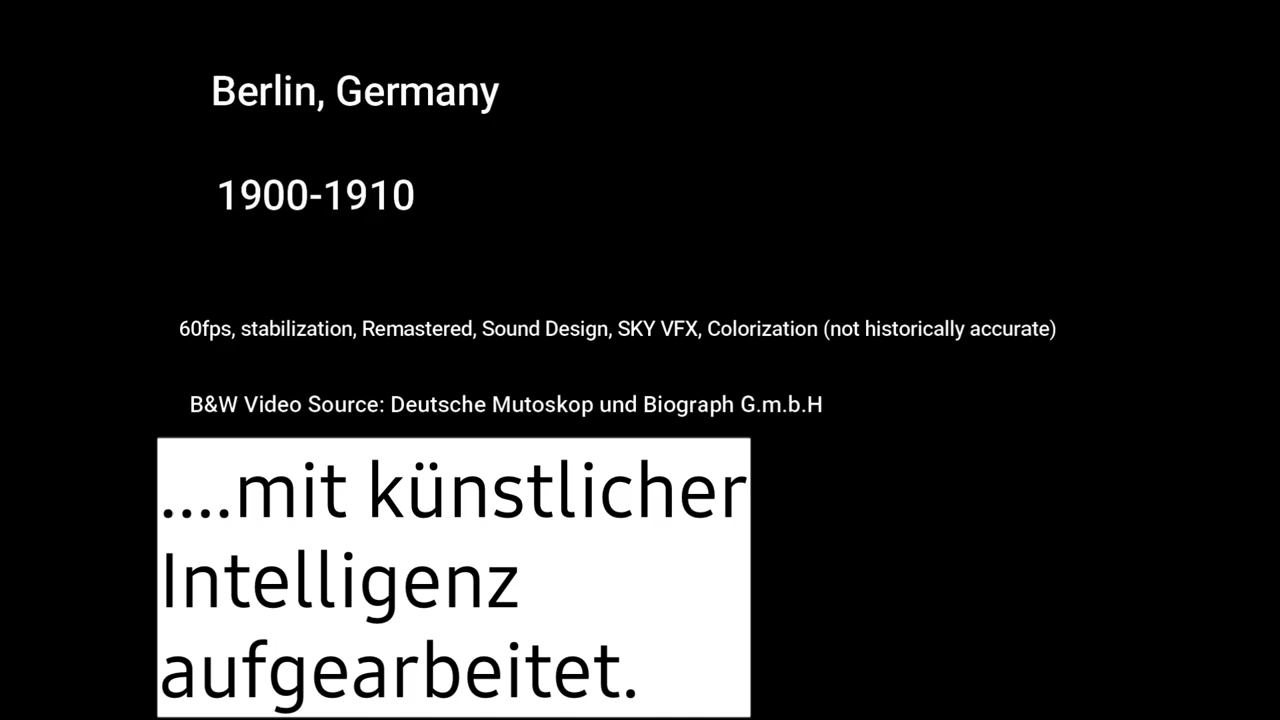 Berlin, Germany
1900-1910
60fps, stabilization, Remastered, Sound Design, SKY VFX, Colorization (not historically accurate)
B&W Video Source: Deutsche Mutoskop und Biograph G.m.b.H
....mit künstlicher
Intelligenz
aufgearbeitet.